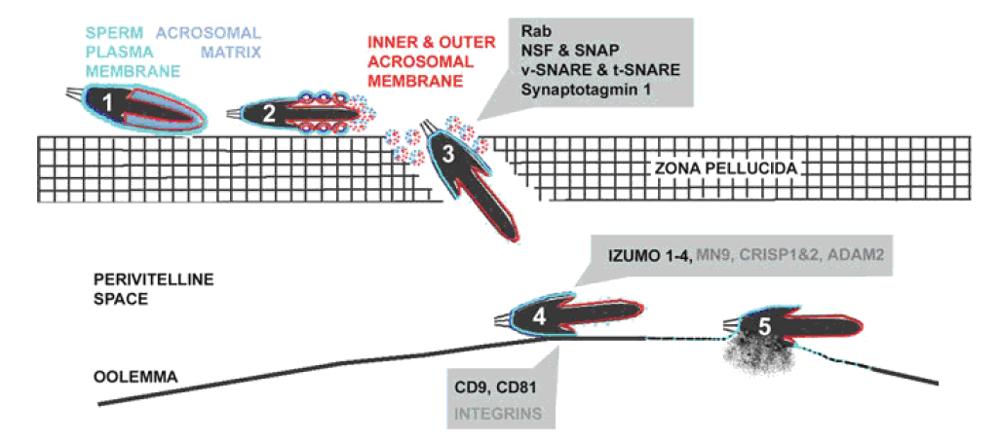 SPERM ACROSOMAL
PLASMA MATRIX
MEMBRANE
INNER & OUTER
ACROSOMAL
MEMBRANE
Rab
NSF & SNAP
v-SNARE & t-SNARE
Synaptotagmin 1
1
2
3
ZONA PELLUCIDA
IZUMO 1-4, MN9, CRISP1&2, ADAM2
PERIVITELLINE
SPACE
4
5
OOLEMMA
CD9, CD81
INTEGRINS